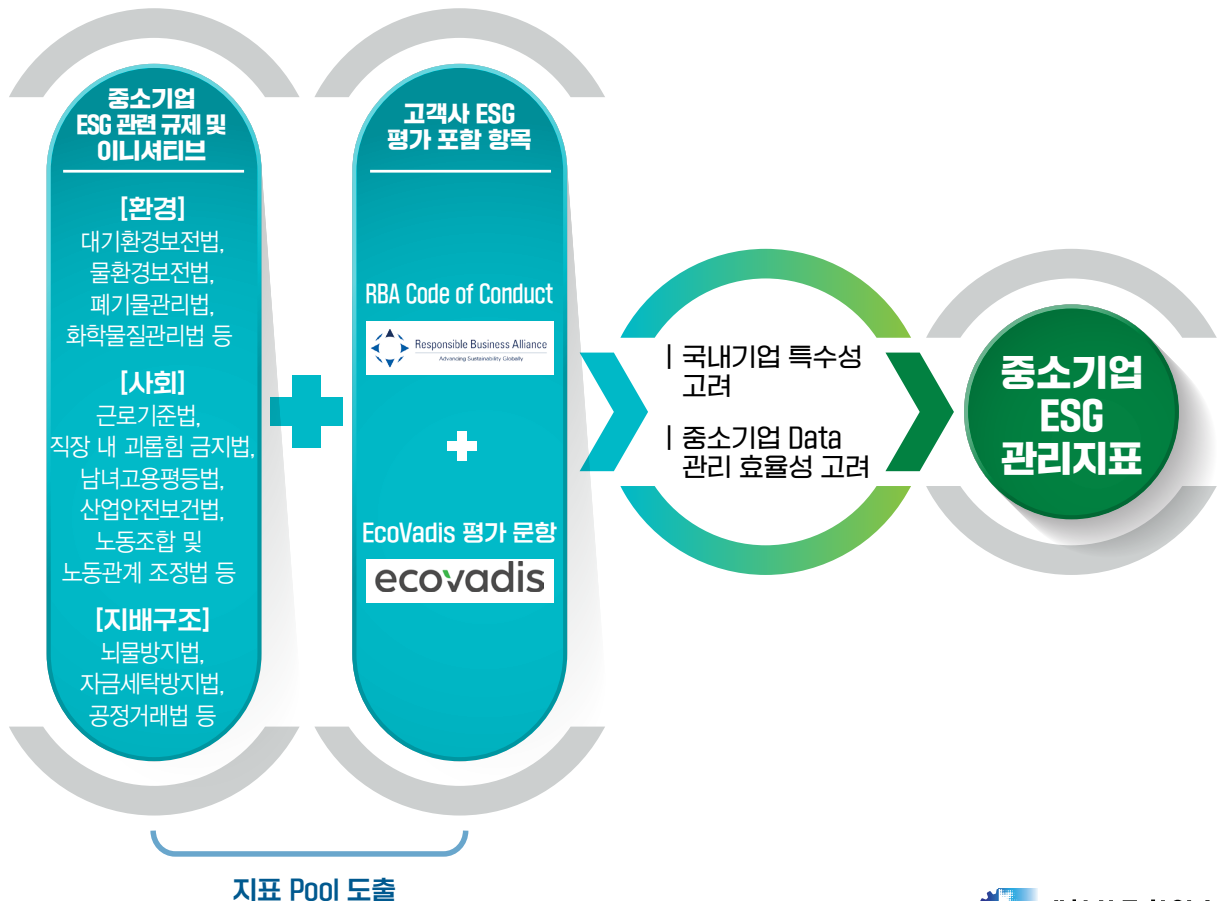 중소기업
ESG 관련 규제 및
이니셔티브
[환경]
대기환경보전법,
물환경보전법,
폐기물관리법,
화학물질관리법 등
[사회]
근로기준법,
직장 내 괴롭힘 금지법,
남녀고용평등법,
산업안전보건법,
노동조합 및
노동관계 조정법 등
[지배구조]
뇌물방지법,
자금세탁방지법,
공정거래법 등
고객사 ESG
평가 포함 항목
RBA Code of Conduct
Responsible Business Alliance
Advancing Sustainability Globally
EcoVadis 평가 문항
ecovadis
| 국내기업 특수성
고려
| 중소기업 Data
관리 효율성 고려
중소기업
ESG
관리지표
지표 Pool 도출